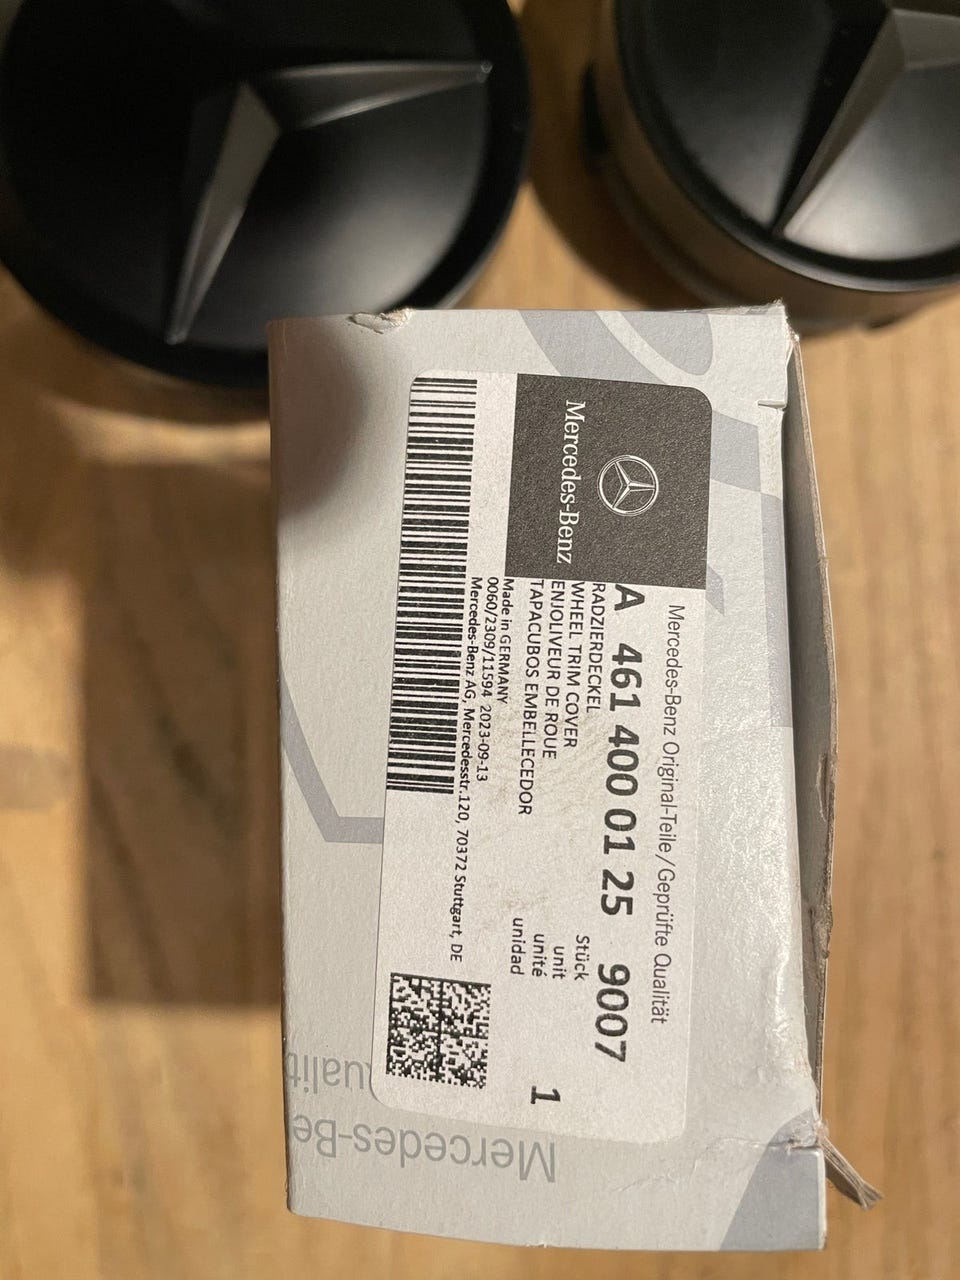 Mercedes-Benz
Mercedes-Benz Original-Teile/Geprüfte Qualität
A 461 400 01 25 9007
RADZIERDECKEL
WHEEL TRIM COVER
ENJOLIVEUR DE ROUE
TAPACUBOS EMBELLECEDOR
Stück
unit
unité
unidad
1
Made in GERMANY
0060/2309/11594 2023-09-13
Mercedes-Benz AG, Mercedesstr.120, 70372 Stuttgart, DE
Mercedes-Be